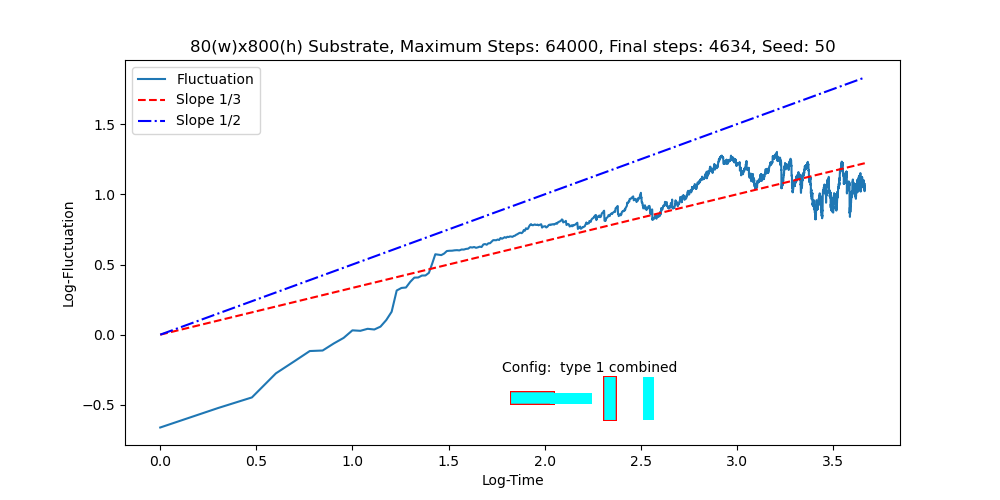 80(w)x800(h) Substrate, Maximum Steps: 64000, Final steps: 4634, Seed: 50
Fluctuation
Slope 1/3
Slope 1/2
Log-Fluctuation
1.5
1.0
0.5
0.0
−0.5
Config:  type 1 combined
0.0 0.5 1.0 1.5 2.0 2.5 3.0 3.5
Log-Time